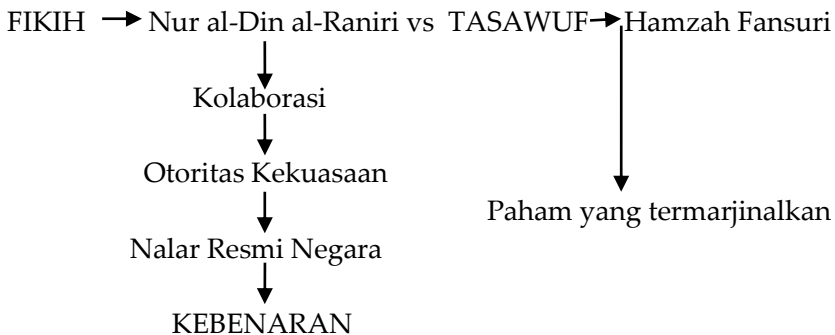 FIKIH → Nur al-Din al-Raniri vs TASAWUF → Hamzah Fansuri
Kolaborasi
Otoritas Kekuasaan
Paham yang termarjinalkan
Nalar Resmi Negara
KEBENARAN